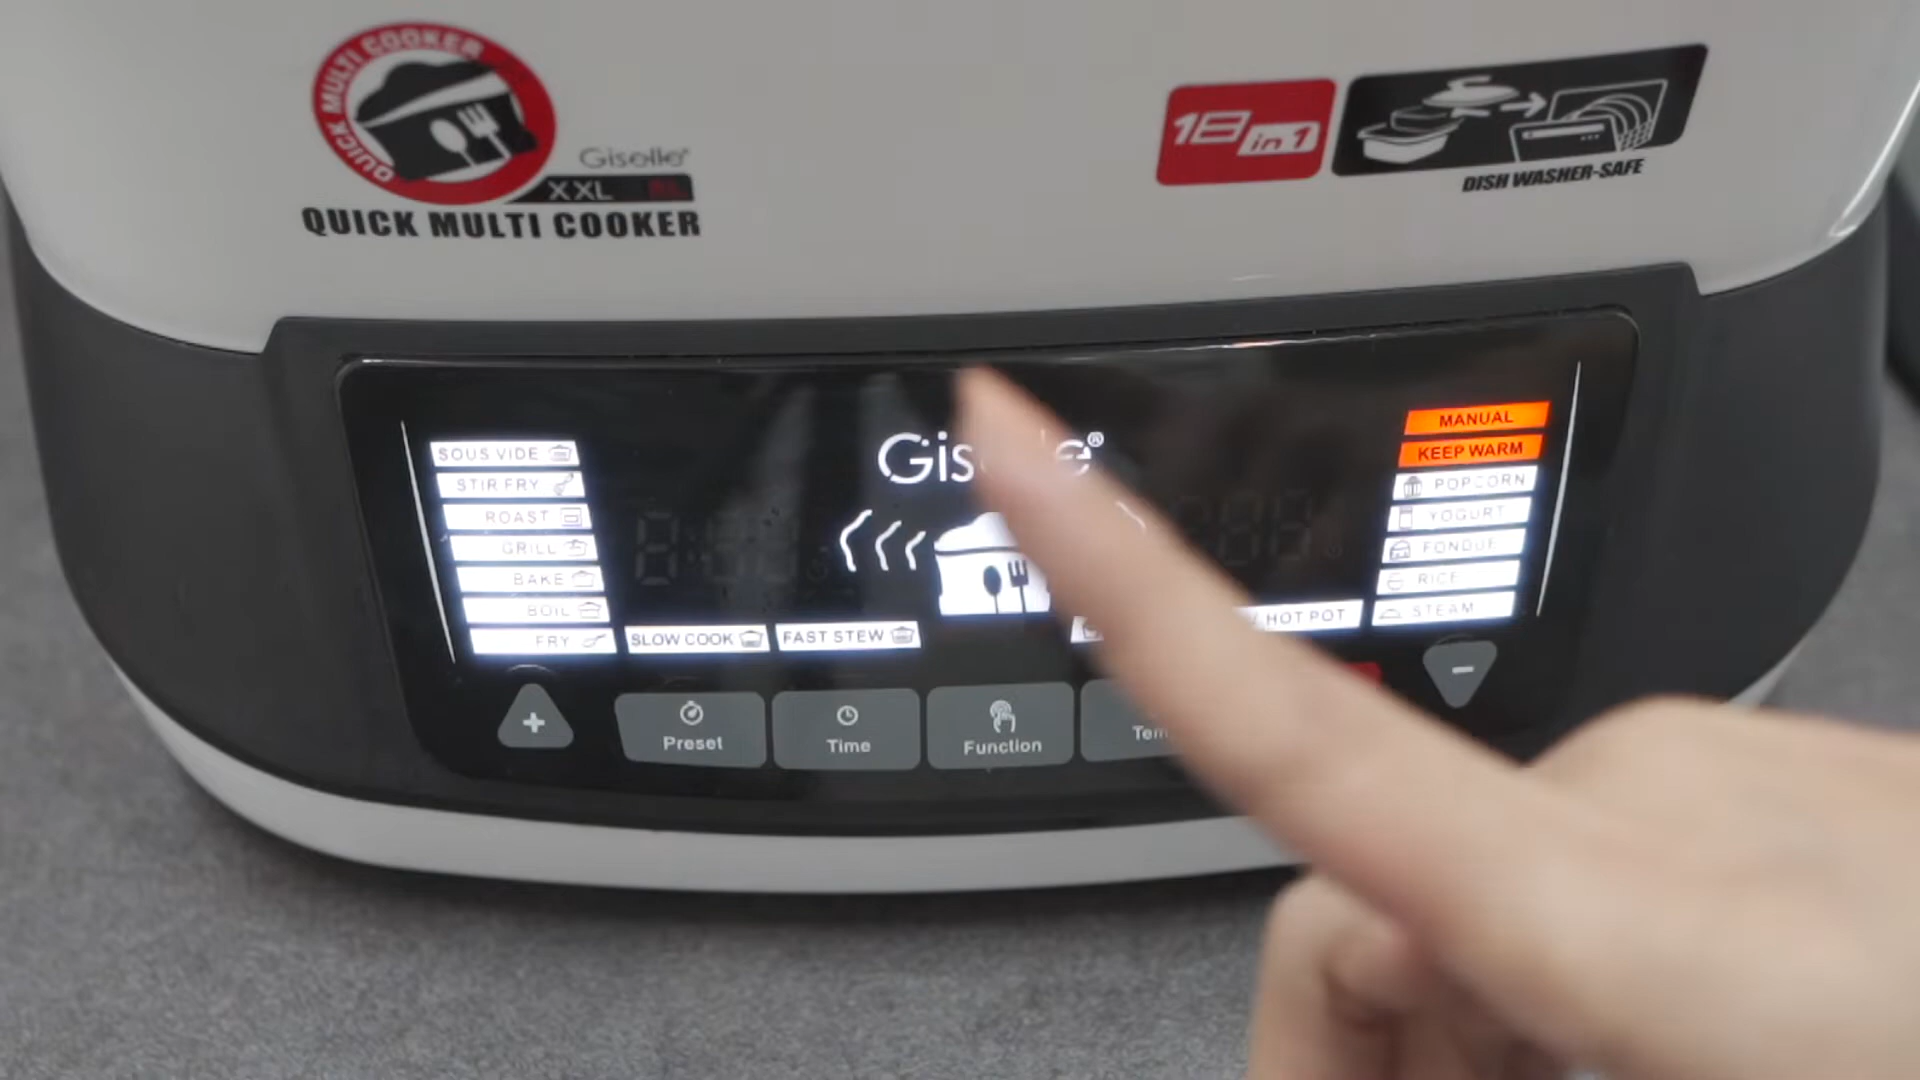 QUICK MULTI COOKER
Giselle®
XXL
QUICK MULTI COOKER
18 in 1
DISH WASHER-SAFE
SOUS VIDE
STIR FRY
ROAST
GRILL
BAKE
BOIL
FRY
SLOW COOK
FAST STEW
HOT POT
MANUAL
KEEP WARM
POPCORN
YOGURT
FONDUE
RICE
STEAM
+
Preset
Time
Function
-